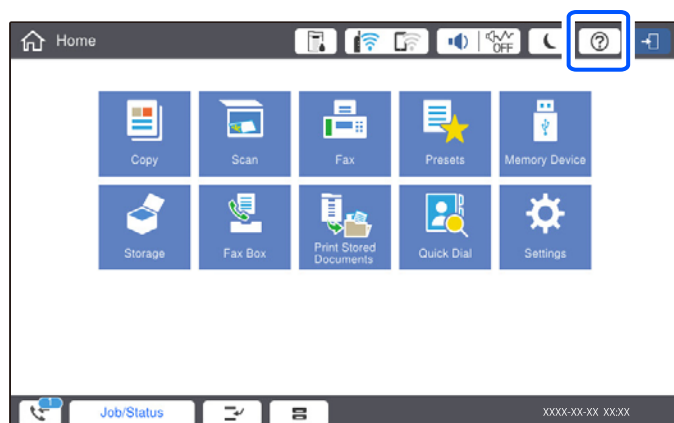 Home
OFF
?
Copy
Scan
Fax
Presets
Memory Device
Storage
Fax Box
Print Stored
Documents
Quick Dial
Settings
1
Job/Status
XXXX-XX-XX XX:XX